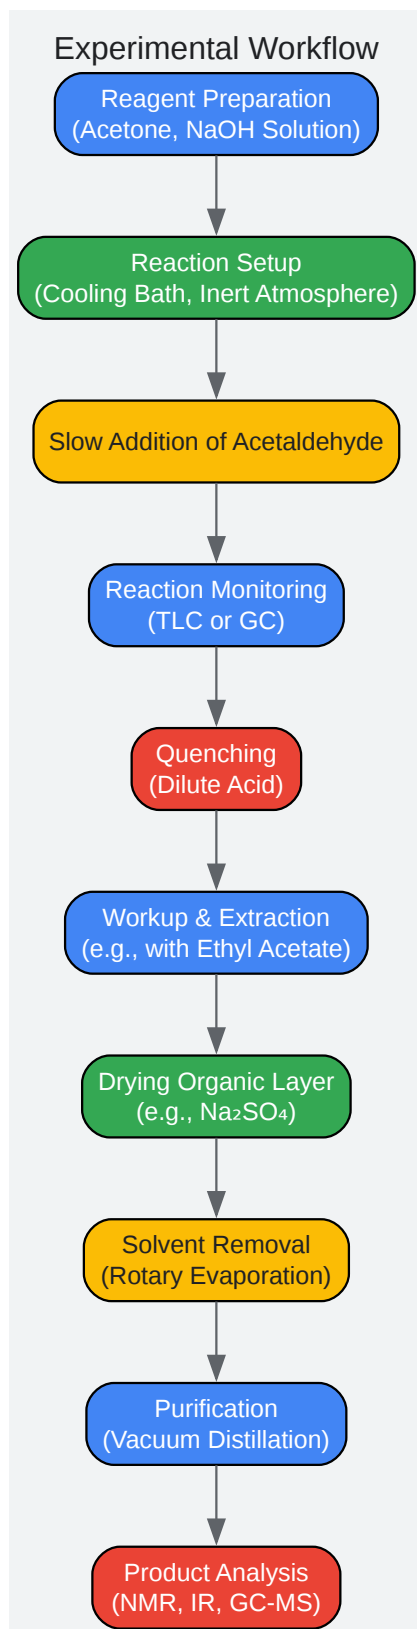 Experimental Workflow
Reagent Preparation
(Acetone, NaOH Solution)
Reaction Setup
(Cooling Bath, Inert Atmosphere)
Slow Addition of Acetaldehyde
Reaction Monitoring
(TLC or GC)
Quenching
(Dilute Acid)
Workup & Extraction
(e.g., with Ethyl Acetate)
Drying Organic Layer
(e.g., Na₂SO₄)
Solvent Removal
(Rotary Evaporation)
Purification
(Vacuum Distillation)
Product Analysis
(NMR, IR, GC-MS)